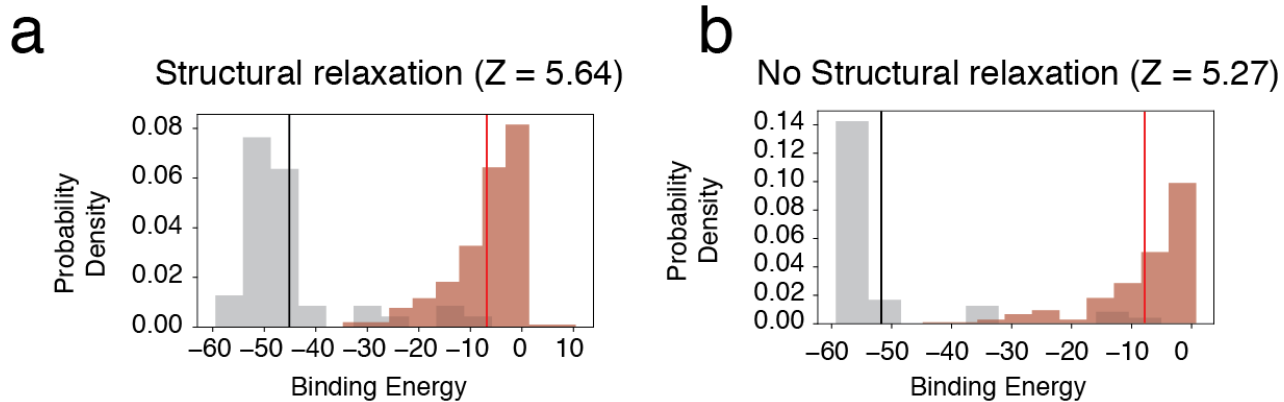 a
Structural relaxation (Z = 5.64)
0.08
0.06
0.04
0.02
0.00
Probability
Density
−60 −50 −40 −30 −20 −10 0 10
Binding Energy
b
No Structural relaxation (Z = 5.27)
0.14
0.12
0.10
0.08
0.06
0.04
0.02
0.00
Probability
Density
−60 −50 −40 −30 −20 −10 0
Binding Energy